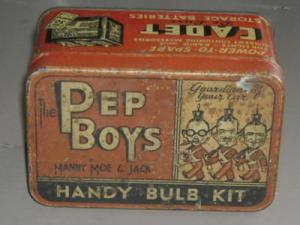 POWER-TO-SPARE
CADET
STORAGE BATTERIES
The
PEP
BOYS
MANNY MOE & JACK
Guardians of
Your car
HANDY BULB KIT